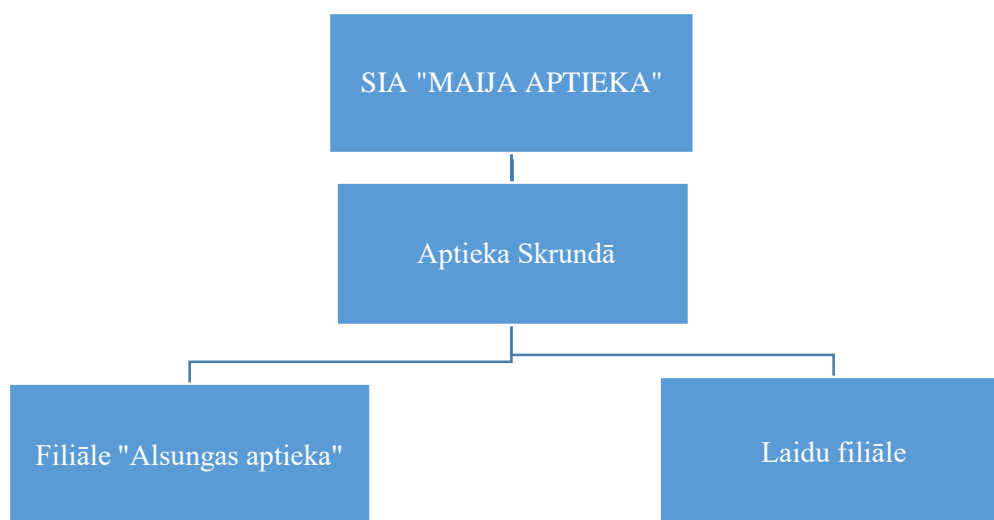 SIA "MAIJA APTIEKA"
Aptieka Skrundā
Filiāle "Alsungas aptieka"
Laidu filiāle